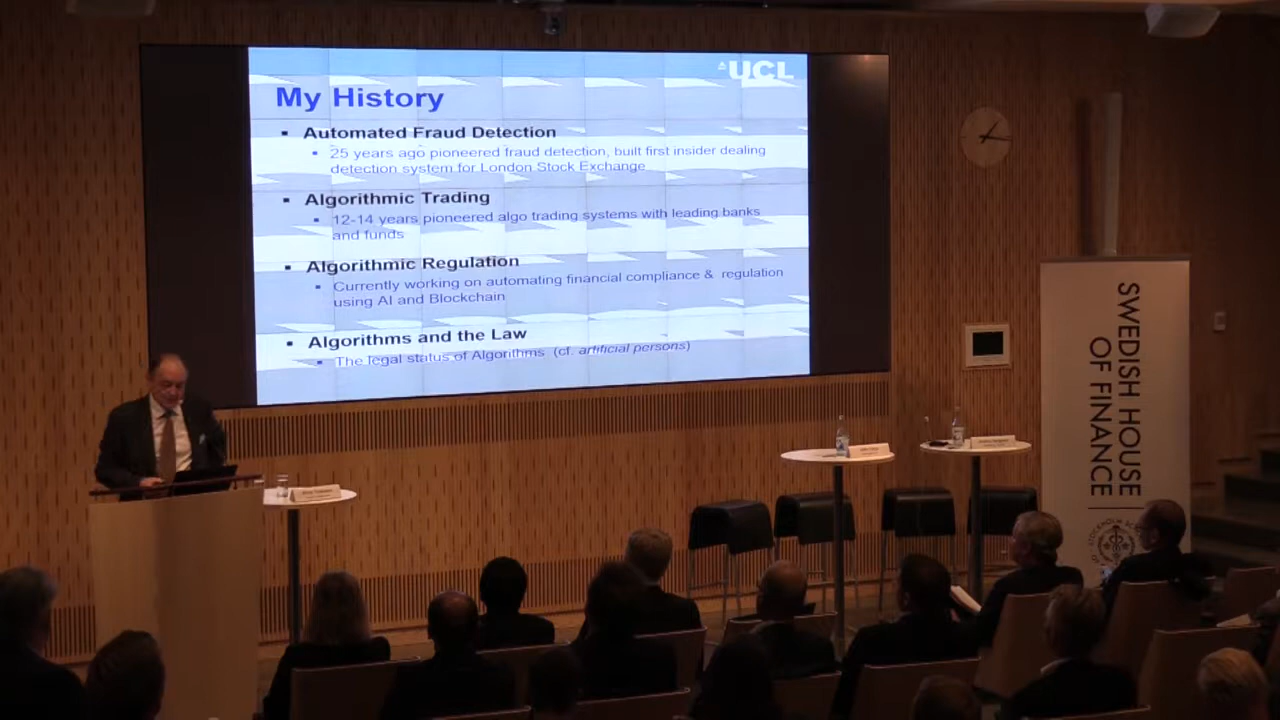 UCL
My History
Automated Fraud Detection
25 years ago pioneered fraud detection, built first insider dealing
detection system for London Stock Exchange
Algorithmic Trading
12-14 years pioneered algo trading systems with leading banks
and funds
Algorithmic Regulation
Currently working on automating financial compliance & regulation
using AI and Blockchain
Algorithms and the Law
The legal status of Algorithms (cf. artificial persons)
SWEDISH HOUSE
OF FINANCE